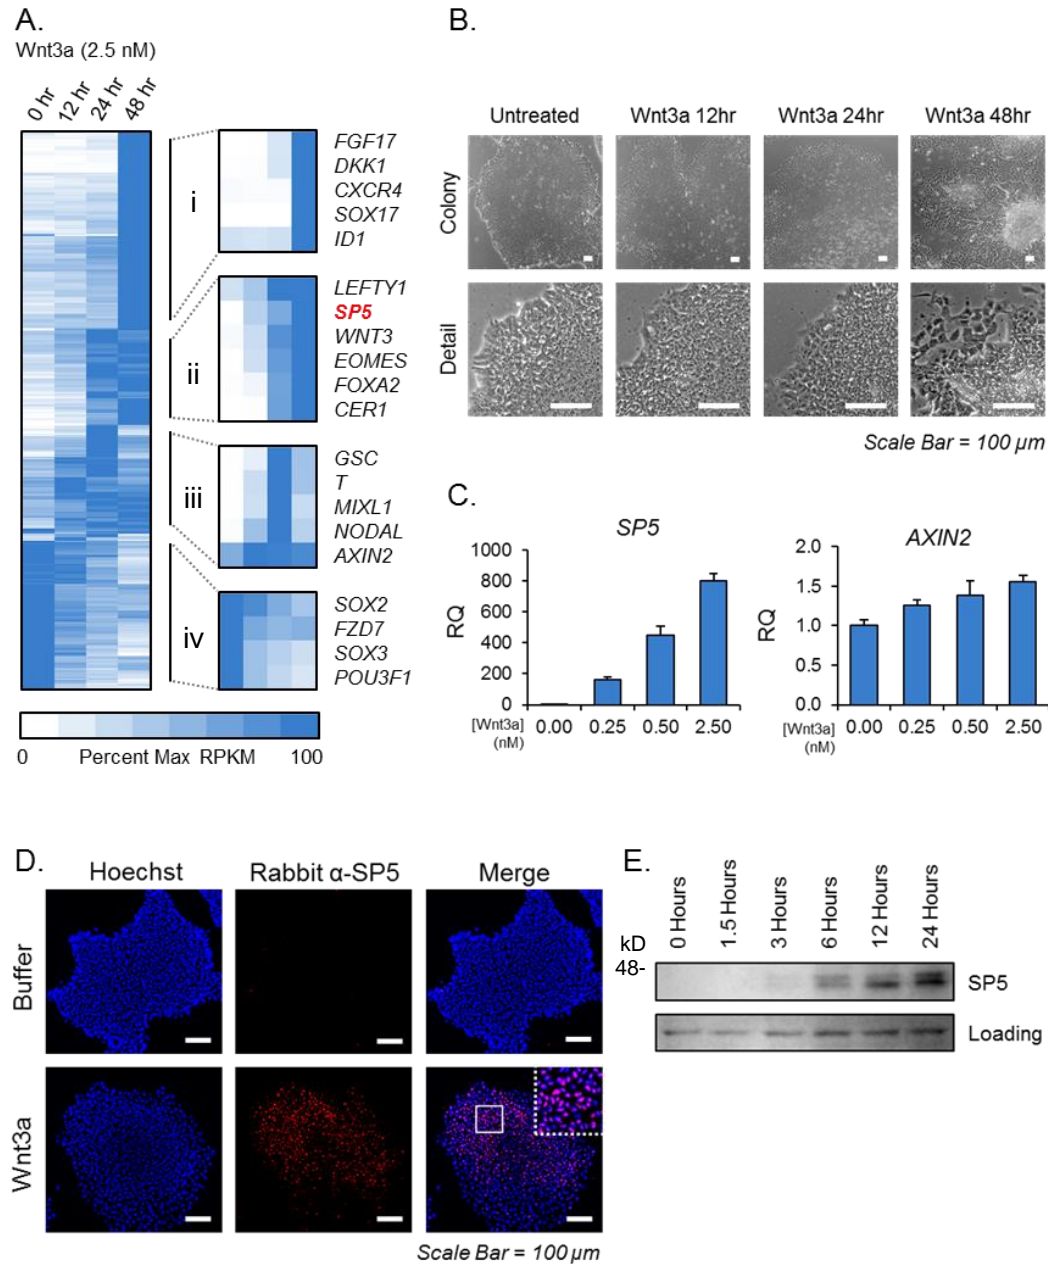 A.
Wnt3a (2.5 nM)
0 hr 12 hr 24 hr 48 hr
i
FGF17
DKK1
CXCR4
SOX17
ID1
ii
LEFTY1
SP5
WNT3
EOMES
FOXA2
CER1
iii
GSC
T
MIXL1
NODAL
AXIN2
iv
SOX2
FZD7
SOX3
POU3F1
0 Percent Max RPKM 100
B.
Untreated Wnt3a 12hr Wnt3a 24hr Wnt3a 48hr
Colony
Detail
Scale Bar = 100 µm
C.
SP5
RQ
1000
800
600
400
200
0
[Wnt3a] (nM)
0.00 0.25 0.50 2.50
AXIN2
RQ
2.0
1.5
1.0
0.5
0.0
[Wnt3a] (nM)
0.00 0.25 0.50 2.50
D.
Hoechst Rabbit α-SP5 Merge
Buffer
Wnt3a
Scale Bar = 100 µm
E.
0 Hours 1.5 Hours 3 Hours 6 Hours 12 Hours 24 Hours
kD
48-
SP5
Loading